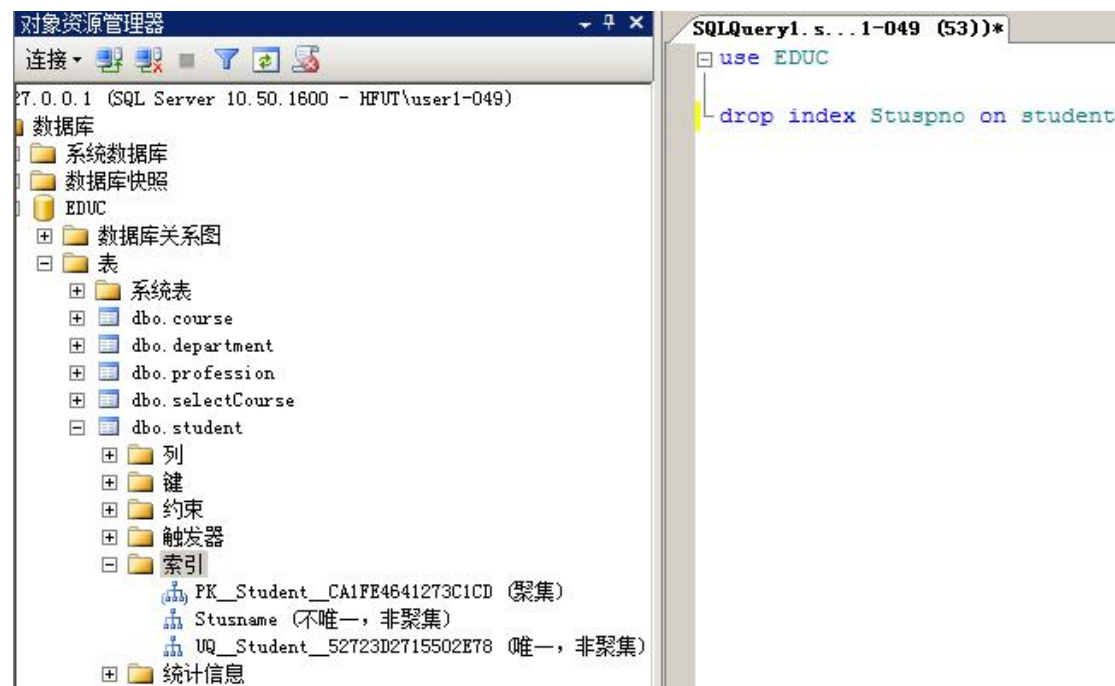 对象资源管理器
连接
27.0.0.1 (SQL Server 10.50.1600 - HFUT\user1-049)
数据库
系统数据库
数据库快照
EDUC
数据库关系图
表
系统表
dbo.course
dbo.department
dbo.profession
dbo.selectCourse
dbo.student
列
键
约束
触发器
索引
PK__Student__CA1FE4641273C1CD (聚集)
Stusname (不唯一，非聚集)
UQ__Student__52723D2715502E78 (唯一，非聚集)
统计信息
SQLQuery1.s...1-049 (53))*
use EDUC
drop index Stuspno on student